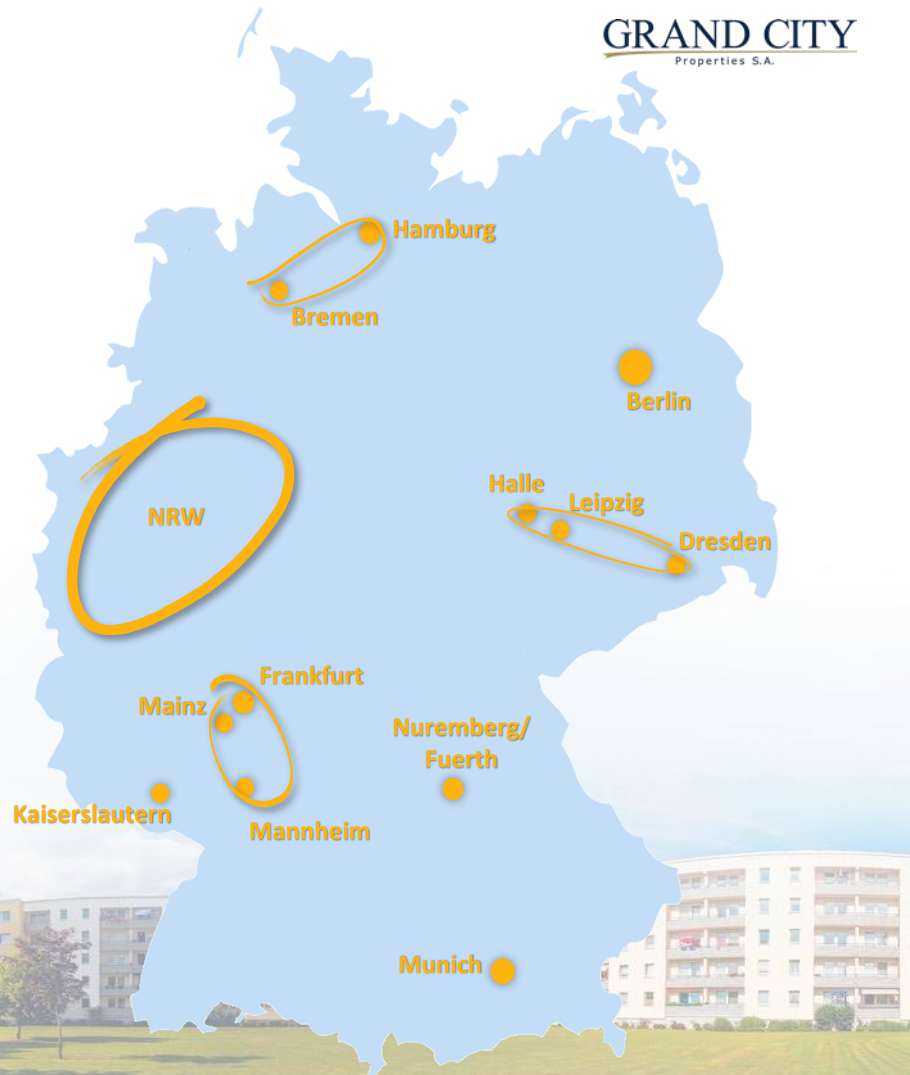 GRAND CITY
Properties S.A.
Hamburg
Bremen
Berlin
Halle
Leipzig
NRW
Dresden
Frankfurt
Mainz
Nuremberg/
Fuerth
Kaiserslautern
Mannheim
Munich